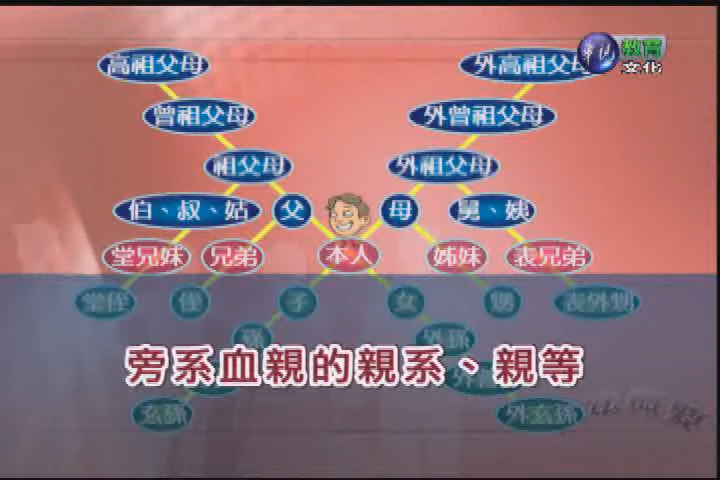 高祖父母
外高祖父母
教育
文化
曾祖父母
外曾祖父母
祖父母
外祖父母
伯、叔、姑
父
母
舅、姨
堂兄妹
兄弟
本人
姊妹
表兄弟
堂侄
侄
子
女
甥
表外甥
孫
外孫
旁系血親的親系、親等
玄孫
外玄孫